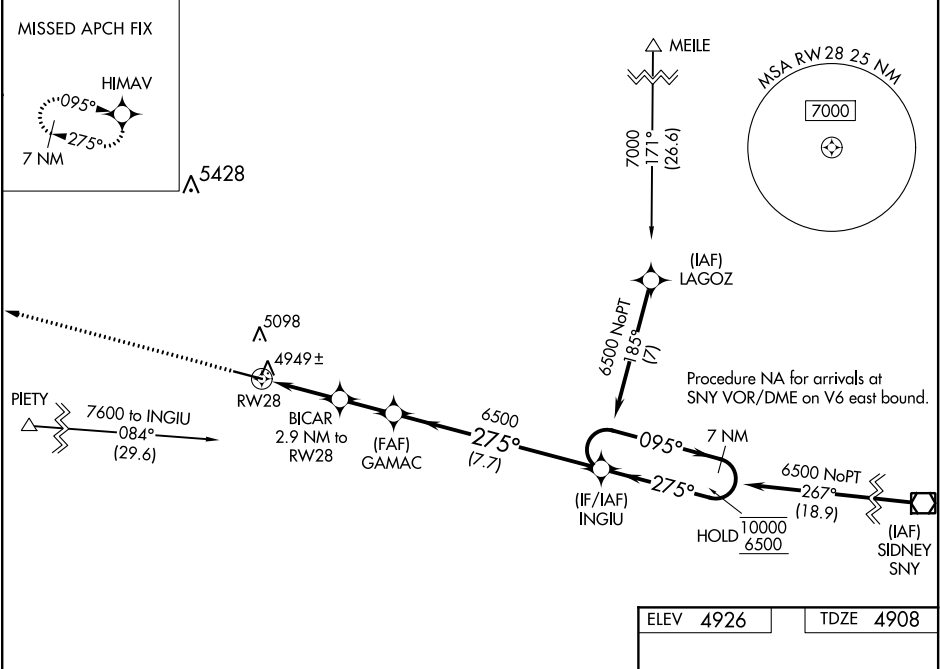 MISSED APCH FIX
HIMAV
095°
275°
7 NM
5428
MEILE
7000
171°
(26.6)
MSA RW28 25 NM
7000
(IAF)
LAGOZ
6500 NoPT
185°
(7)
5098
4949±
RW28
PIETY
7600 to INGIU
084°
(29.6)
BICAR
2.9 NM to
RW28
(FAF)
GAMAC
6500
275°
(7.7)
Procedure NA for arrivals at
SNY VOR/DME on V6 east bound.
095°
7 NM
275°
(IF/IAF)
INGIU
HOLD
10000
6500
6500 NoPT
267°
(18.9)
(IAF)
SIDNEY
SNY
ELEV 4926
TDZE 4908